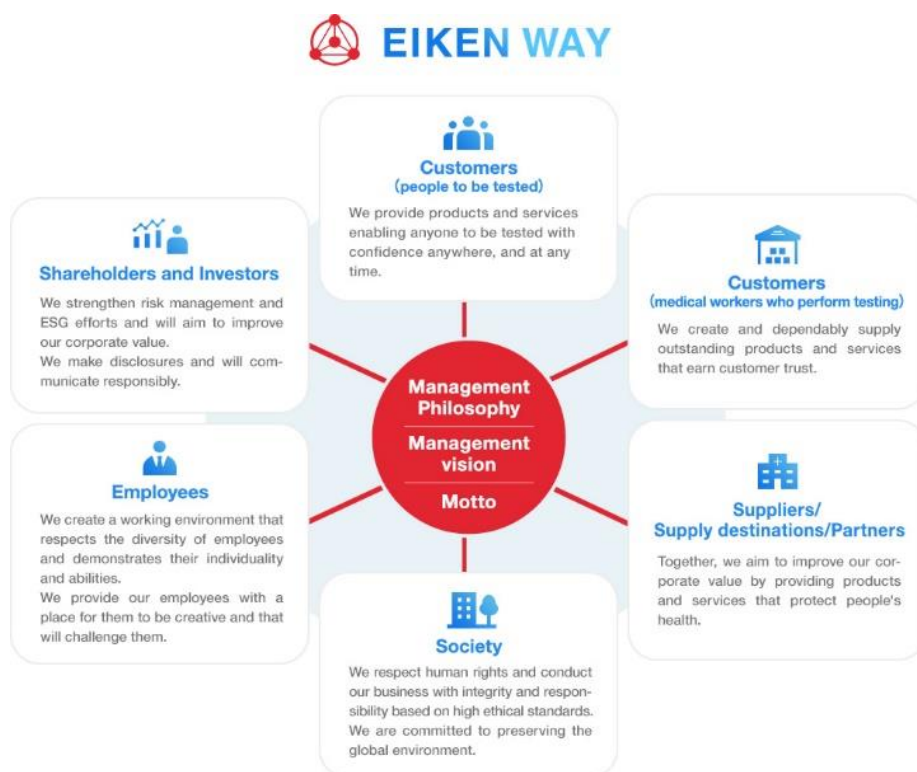 EIKEN WAY
Customers
(people to be tested)
We provide products and services
enabling anyone to be tested with
confidence anywhere, and at any
time.
Shareholders and Investors
We strengthen risk management and
ESG efforts and will aim to improve
our corporate value.
We make disclosures and will com-
municate responsibly.
Customers
(medical workers who perform testing)
We create and dependably supply
outstanding products and services
that earn customer trust.
Management
Philosophy
Management
vision
Motto
Employees
We create a working environment that
respects the diversity of employees
and demonstrates their individuality
and abilities.
We provide our employees with a
place for them to be creative and that
will challenge them.
Suppliers/
Supply destinations/Partners
Together, we aim to improve our cor-
porate value by providing products
and services that protect people's
health.
Society
We respect human rights and conduct
our business with integrity and respon-
sibility based on high ethical standards.
We are committed to preserving the
global environment.